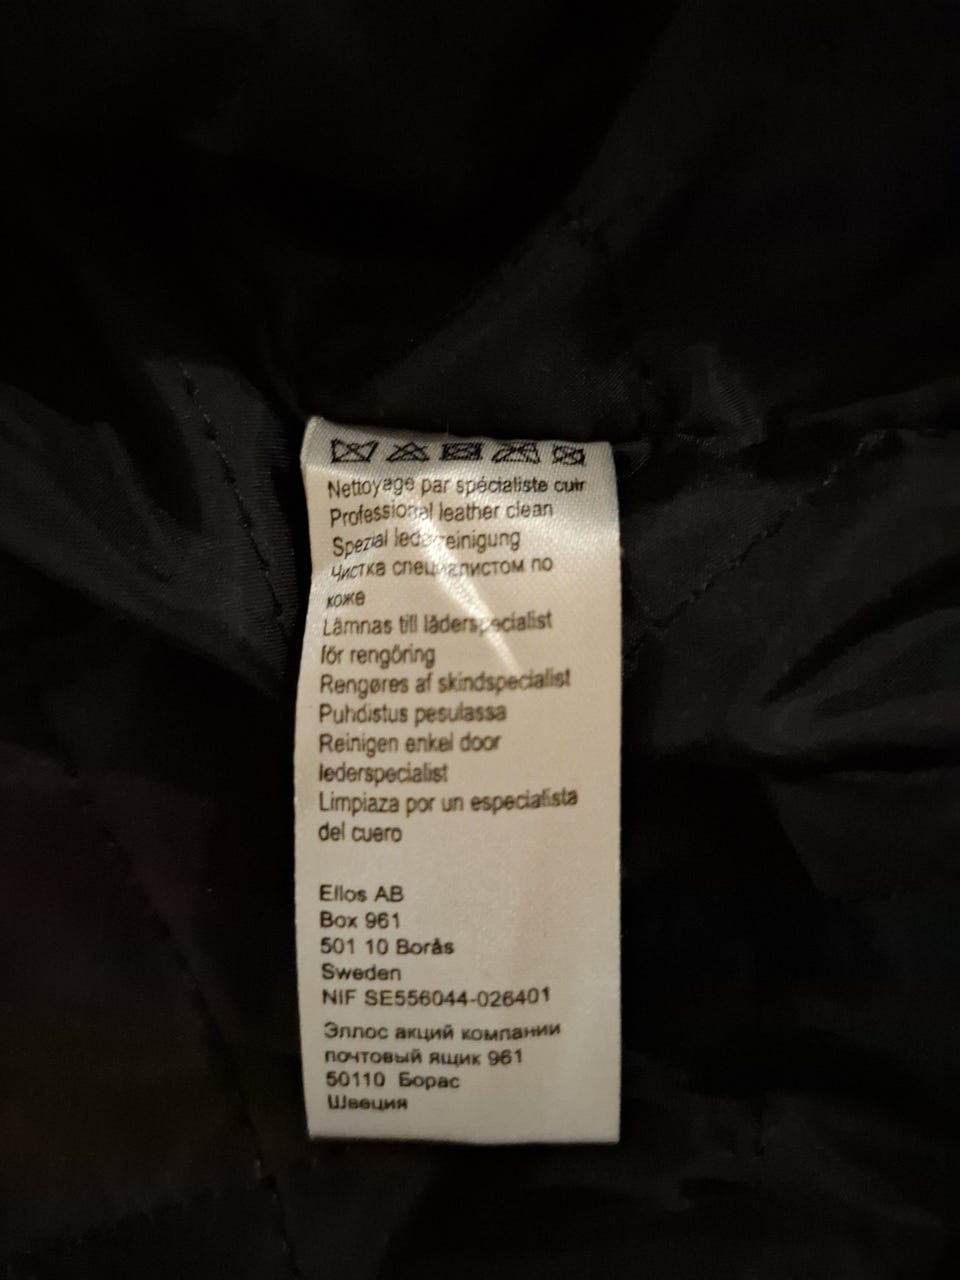 Nettoyage par spécialiste cuir
Professional leather clean
Spezial lederreinigung
Чистка специалистом по
коже
Lämnas till läderspecialist
för rengöring
Rengøres af skindspecialist
Puhdistus pesulassa
Reinigen enkel door
lederspecialist
Limpiaza por un especialista
del cuero
Ellos AB
Box 961
501 10 Borås
Sweden
NIF SE556044-026401
Эллос акций компании
почтовый ящик 961
50110 Борас
Швеция